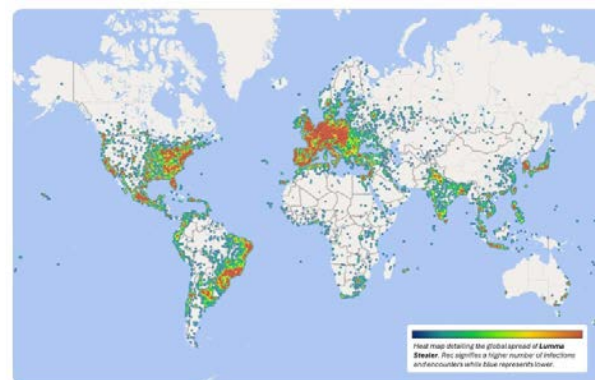 Heat map detailing the global spread of Lumma
Stealer. Rec signifies a higher number of infections
and encounters while blue represents lower.